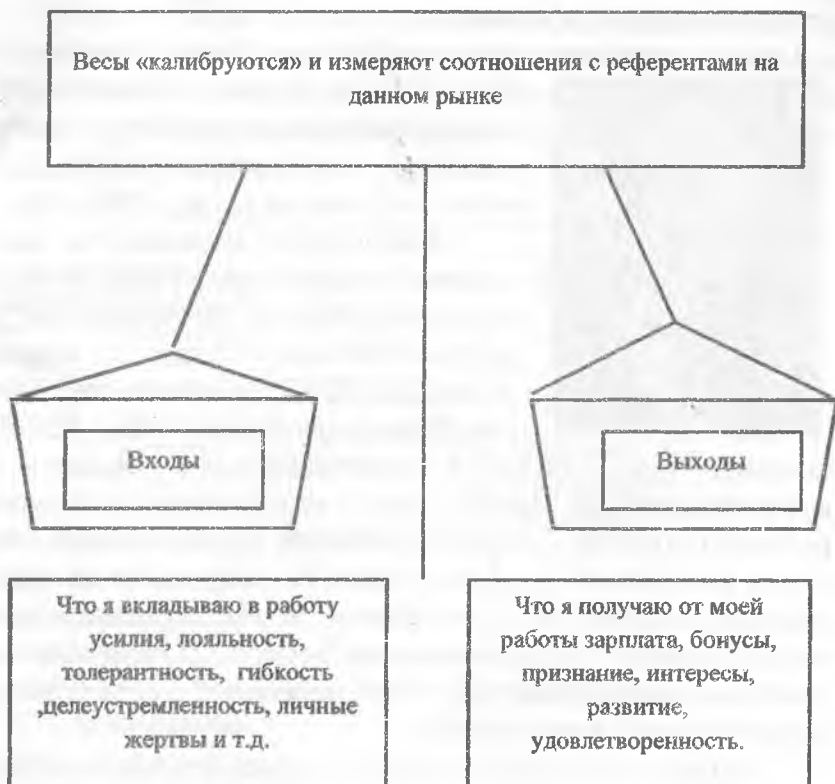 Весы «калибруются» и измеряют соотношения с референтами на
данном рынке
Входы
Выходы
Что я вкладываю в работу
усилия, лояльность,
толерантность, гибкость
,целеустремленность, личные
жертвы и т.д.
Что я получаю от моей
работы зарплата, бонусы,
признание, интересы,
развитие,
удовлетворенность.